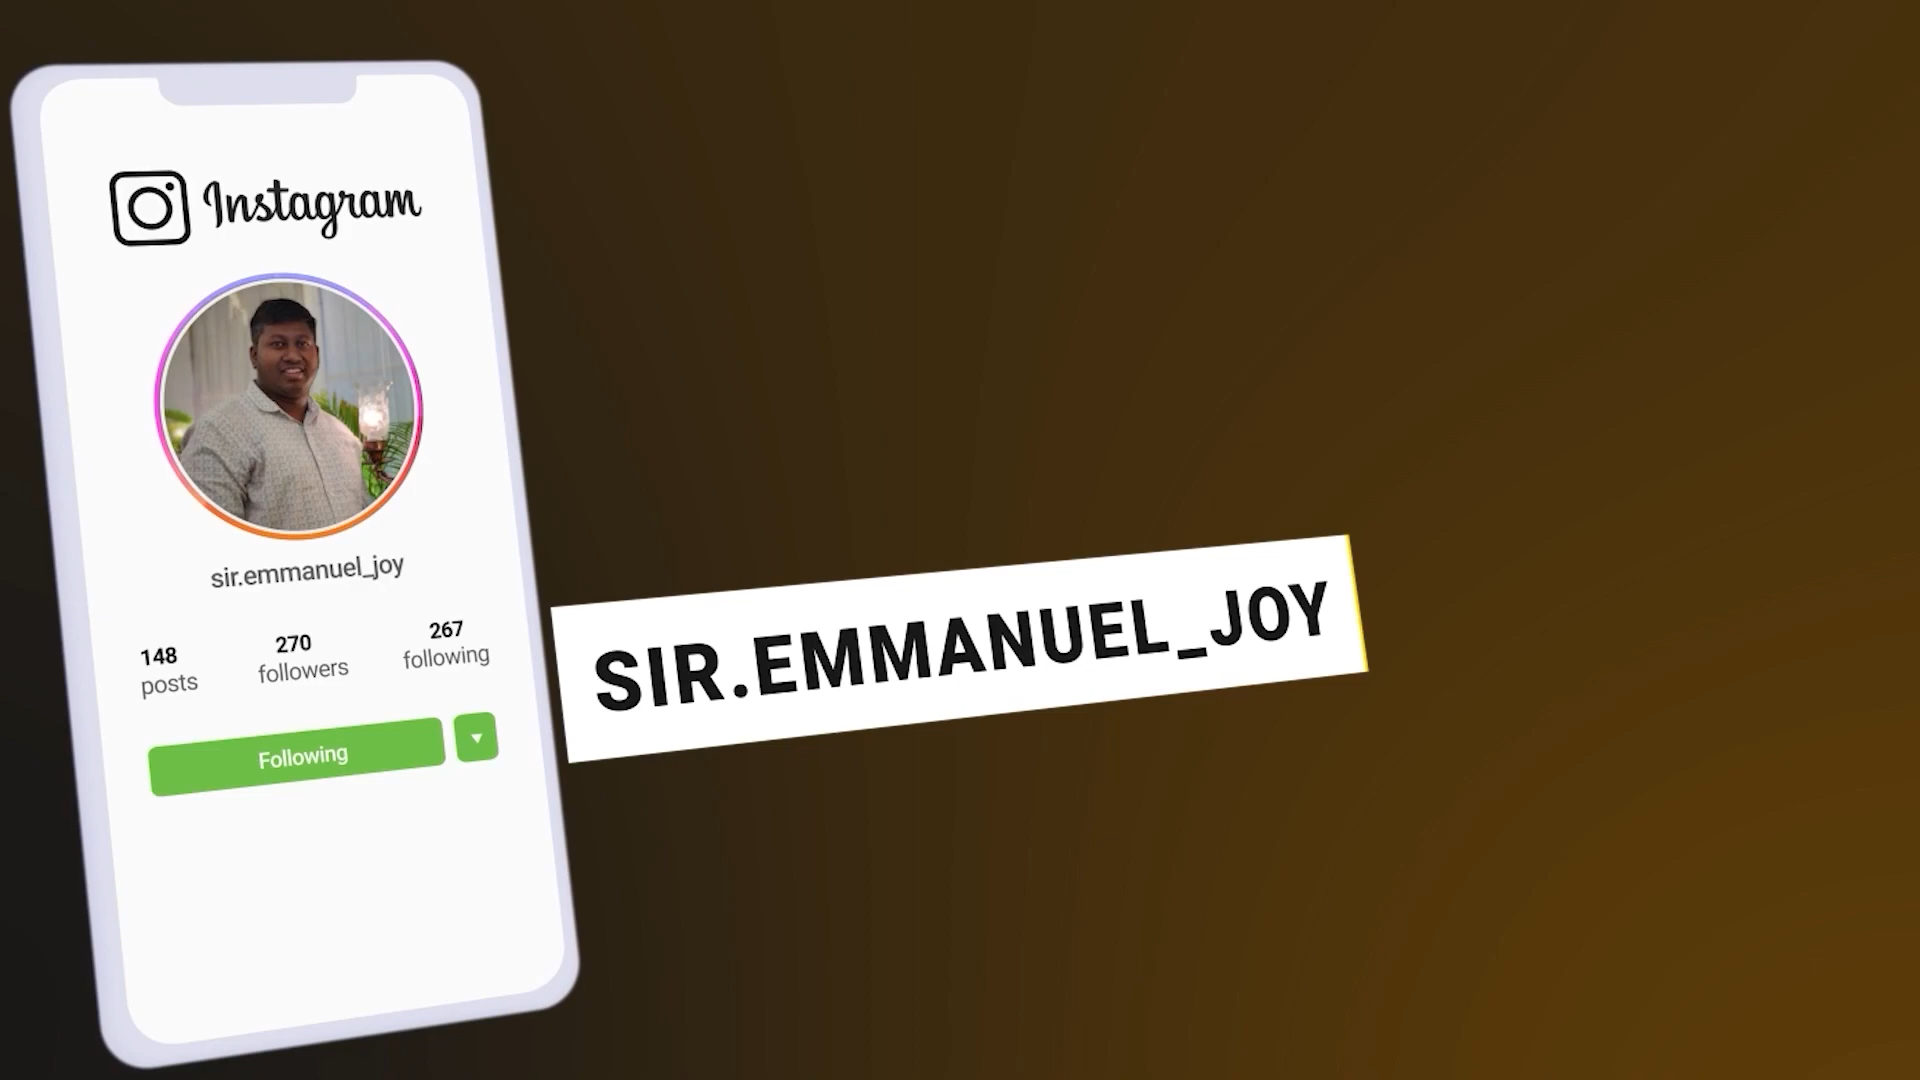 Instagram
sir.emmanuel_joy
148 270 267
posts followers following
Following
SIR.EMMANUEL_JOY